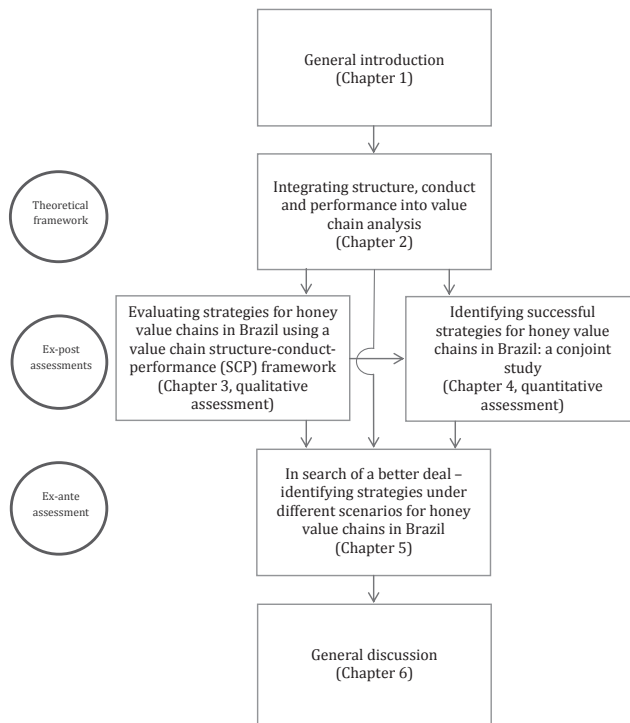 General introduction
(Chapter 1)
Theoretical
framework
Integrating structure, conduct
and performance into value
chain analysis
(Chapter 2)
Ex-post
assessments
Evaluating strategies for honey
value chains in Brazil using a
value chain structure-conduct-
performance (SCP) framework
(Chapter 3, qualitative
assessment)
Identifying successful
strategies for honey value
chains in Brazil: a conjoint
study
(Chapter 4, quantitative
assessment)
Ex-ante
assessment
In search of a better deal –
identifying strategies under
different scenarios for honey
value chains in Brazil
(Chapter 5)
General discussion
(Chapter 6)